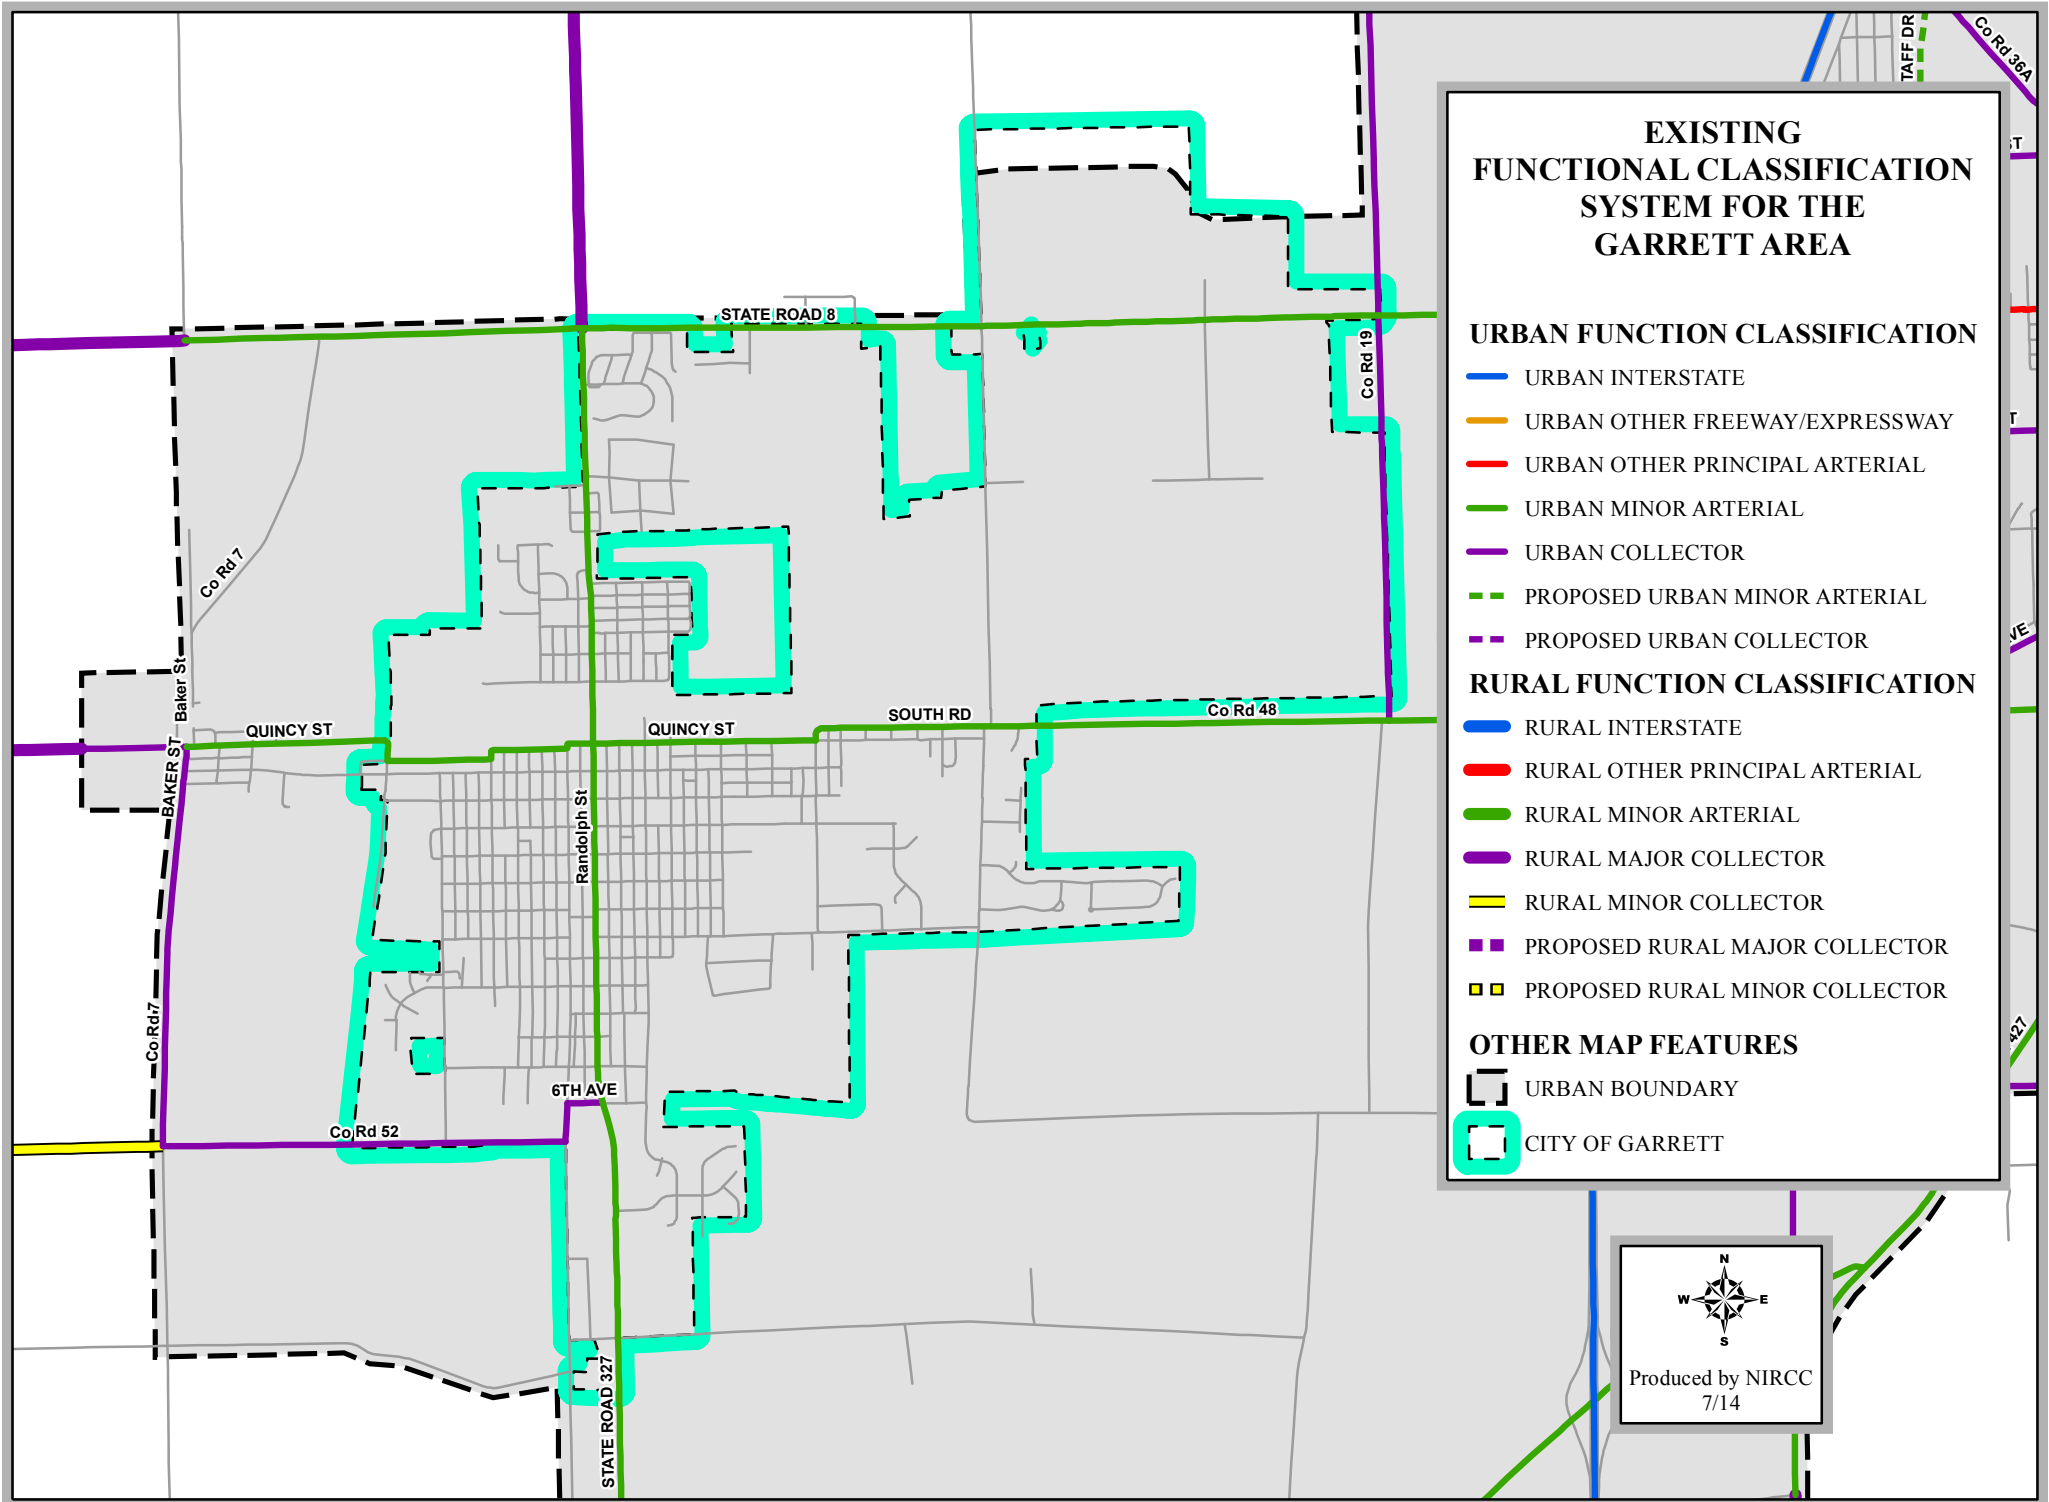 TAFF DR
Co Rd 36A
EXISTING
FUNCTIONAL CLASSIFICATION
SYSTEM FOR THE
GARRETT AREA
ST
STATE ROAD 8
Co Rd 19
URBAN FUNCTION CLASSIFICATION
URBAN INTERSTATE
URBAN OTHER FREEWAY/EXPRESSWAY
URBAN OTHER PRINCIPAL ARTERIAL
URBAN MINOR ARTERIAL
URBAN COLLECTOR
PROPOSED URBAN MINOR ARTERIAL
PROPOSED URBAN COLLECTOR
T
VE
RURAL FUNCTION CLASSIFICATION
RURAL INTERSTATE
RURAL OTHER PRINCIPAL ARTERIAL
RURAL MINOR ARTERIAL
RURAL MAJOR COLLECTOR
RURAL MINOR COLLECTOR
PROPOSED RURAL MAJOR COLLECTOR
PROPOSED RURAL MINOR COLLECTOR
OTHER MAP FEATURES
URBAN BOUNDARY
CITY OF GARRETT
427
Co Rd 7
Baker St
QUINCY ST
QUINCY ST
SOUTH RD
Co Rd 48
BAKER ST
Randolph St
Co Rd 7
6TH AVE
Co Rd 52
STATE ROAD 327
N
W
E
S
Produced by NIRCC
7/14